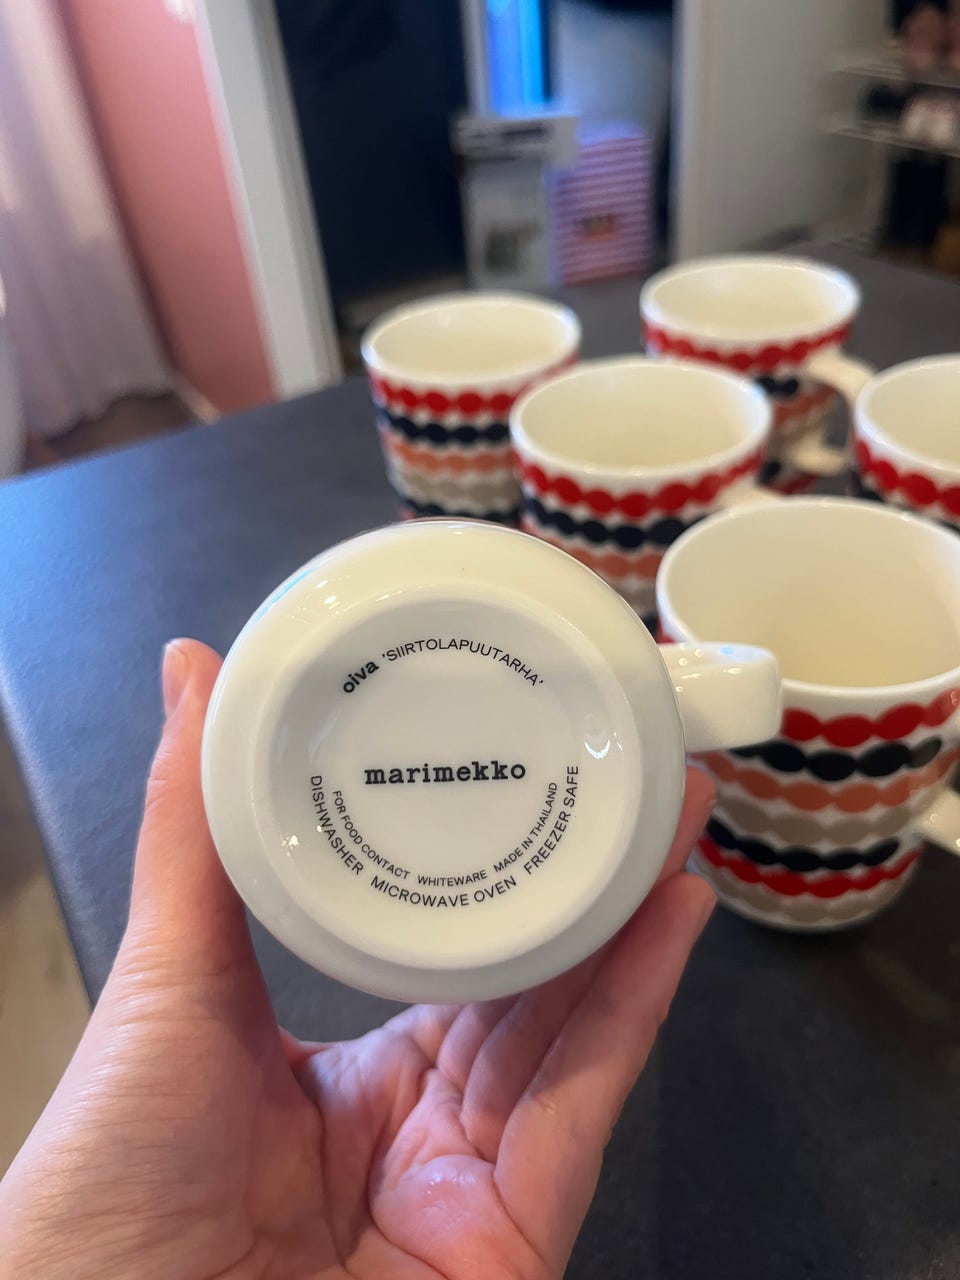 oiva 'SIIRTOLAPUUTARHA'
marimekko
FOR FOOD CONTACT WHITEWARE MADE IN THAILAND
DISHWASHER MICROWAVE OVEN FREEZER SAFE